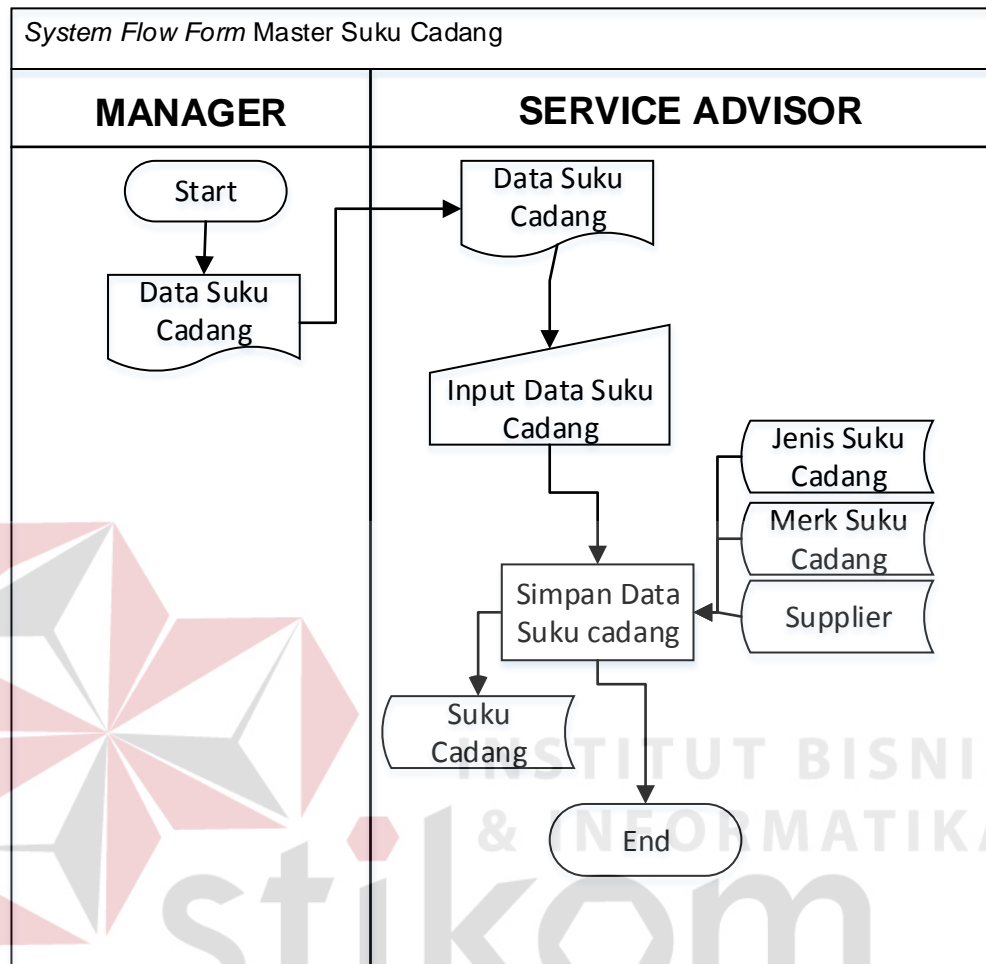 System Flow Form Master Suku Cadang
MANAGER
SERVICE ADVISOR
Start
Data Suku
Cadang
Data Suku
Cadang
Input Data Suku
Cadang
Jenis Suku
Cadang
Merk Suku
Cadang
Supplier
Simpan Data
Suku cadang
Suku
Cadang
End
INSTITUT BISNI
& INFORMATIKA
stikom